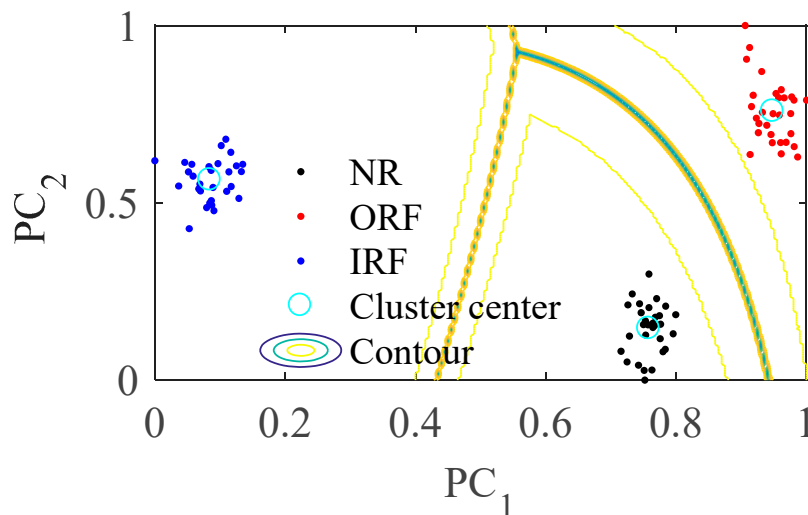 1
0.5
0
PC2
NR
ORF
IRF
Cluster center
Contour
0 0.2 0.4 0.6 0.8 1
PC1